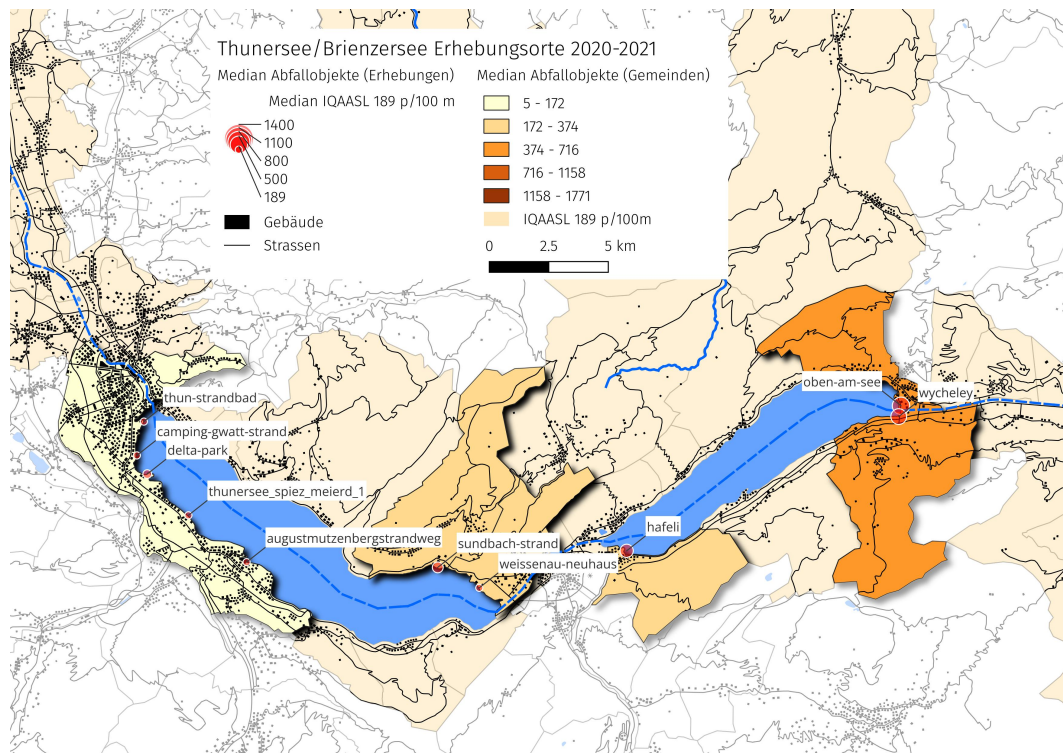 Thunersee/Brienzersee Erhebungsorte 2020-2021
Median Abfallobjekte (Erhebungen)
Median IQAASL 189 p/100 m
1400
1100
800
500
189
Gebäude
Strassen
Median Abfallobjekte (Gemeinden)
5 - 172
172 - 374
374 - 716
716 - 1158
1158 - 1771
IQAASL 189 p/100m
0 2.5 5 km
oben-am-see
wycheley
thun-strandbad
camping-gwatt-strand
delta-park
thunersee_spiez_meierd_1
augustmutzenbergstrandweg
sundbach-strand
weissenau-neuhaus
hafeli